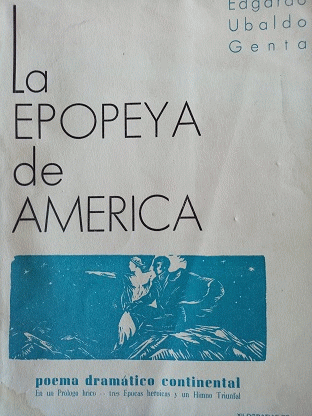 Edgardo
Ubaldo
Genta
La
EPOPEYA
de
AMERICA
poema dramático continental
En un Prólogo lírico -- tres Epocas heroicas y un Himno Triunfal